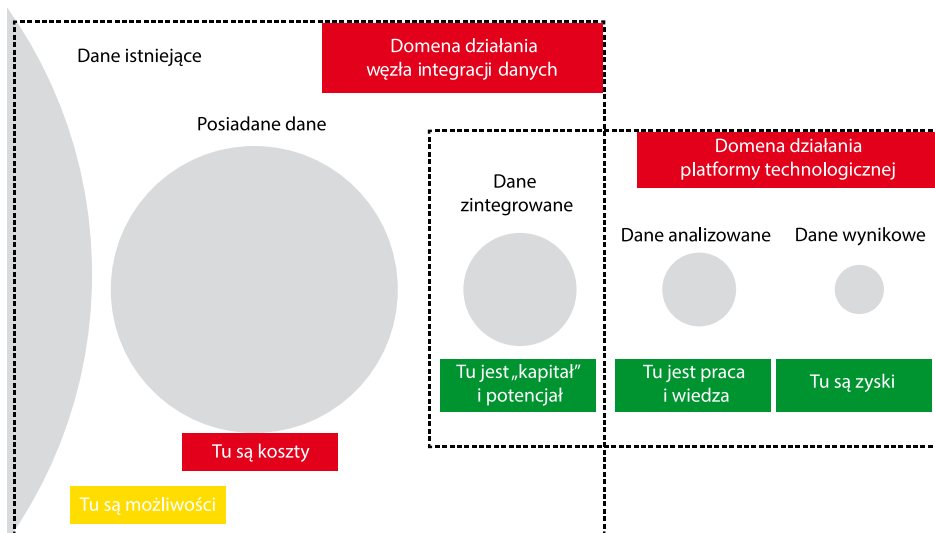 Dane istniejące
Domena działania
węzła integracji danych
Posiadane dane
Domena działania
platformy technologicznej
Dane
zintegrowane
Dane analizowane
Dane wynikowe
Tu jest „kapitał”
i potencjał
Tu jest praca
i wiedza
Tu są zyski
Tu są koszty
Tu są możliwości